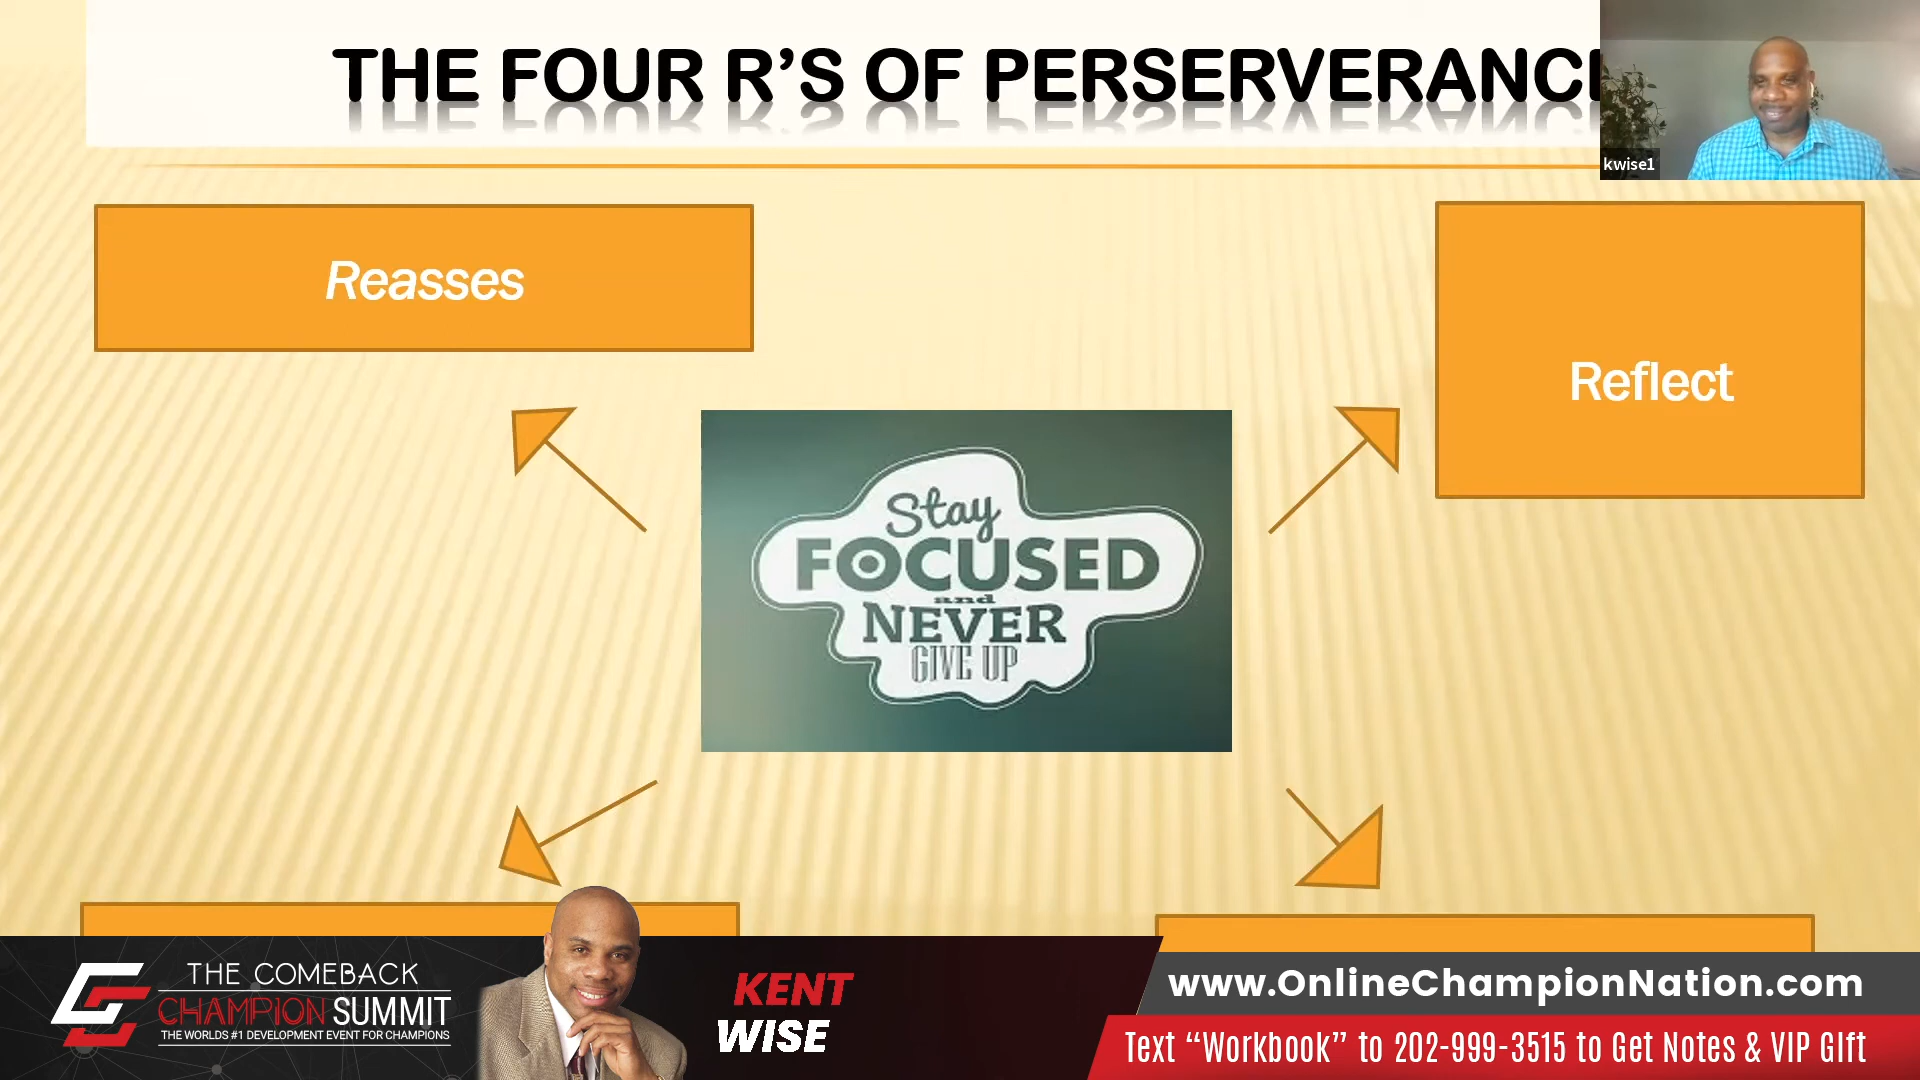 THE FOUR R’S OF PERSERVERANC
kwise1
Reasses
Reflect
Stay
FOCUSED
and
NEVER
GIVE UP
THE COMEBACK
CHAMPION SUMMIT
THE WORLDS #1 DEVELOPMENT EVENT FOR CHAMPIONS
KENT
WISE
www.OnlineChampionNation.com
Text “Workbook” to 202-999-3515 to Get Notes & VIP GIft